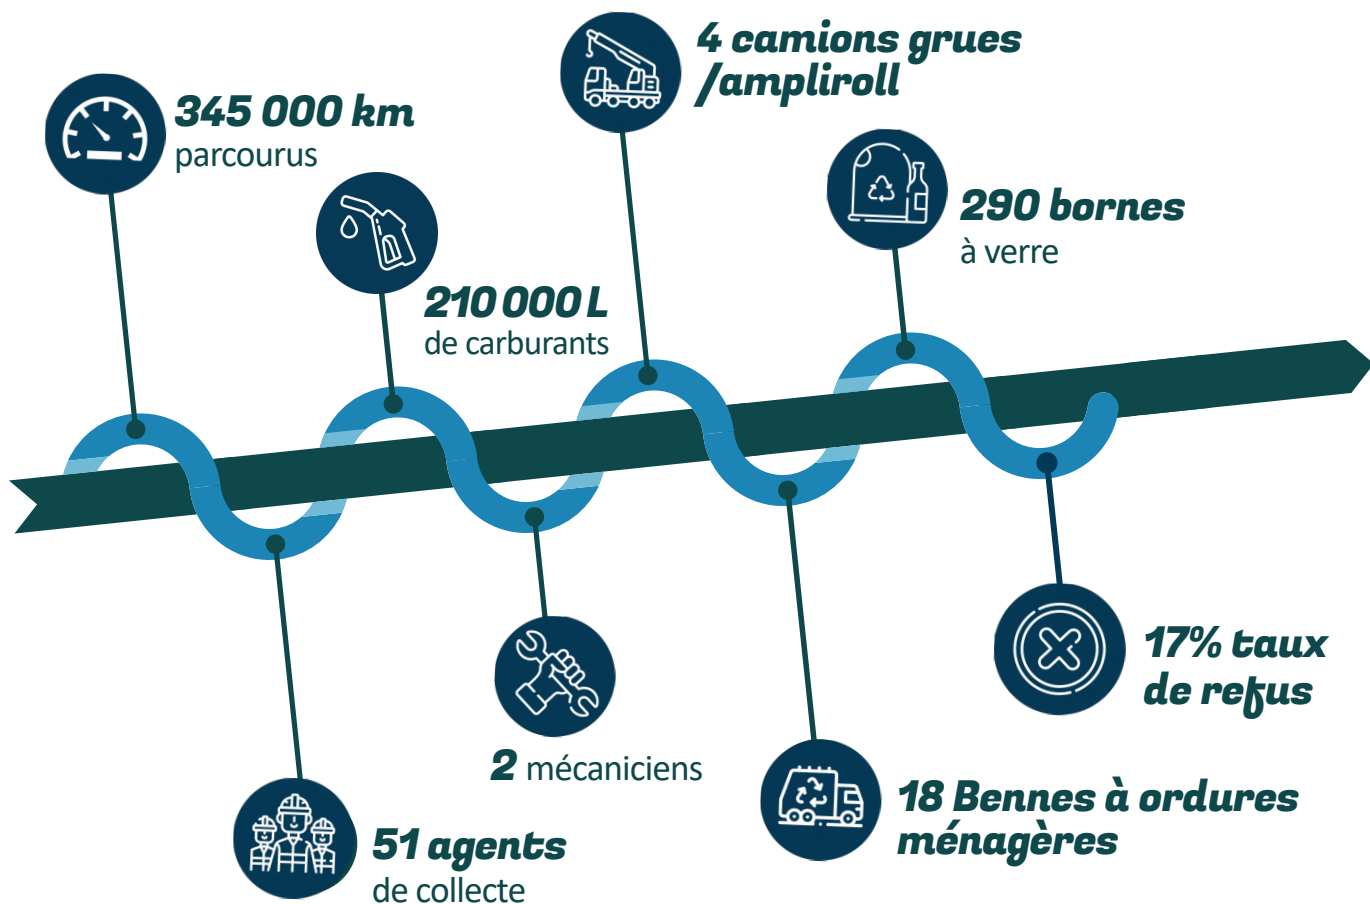 345 000 km
parcourus
51 agents
de collecte
210 000 L
de carburants
2 mécaniciens
4 camions grues
/ampliroll
18 Bennes à ordures
ménagères
290 bornes
à verre
17% taux
de refus